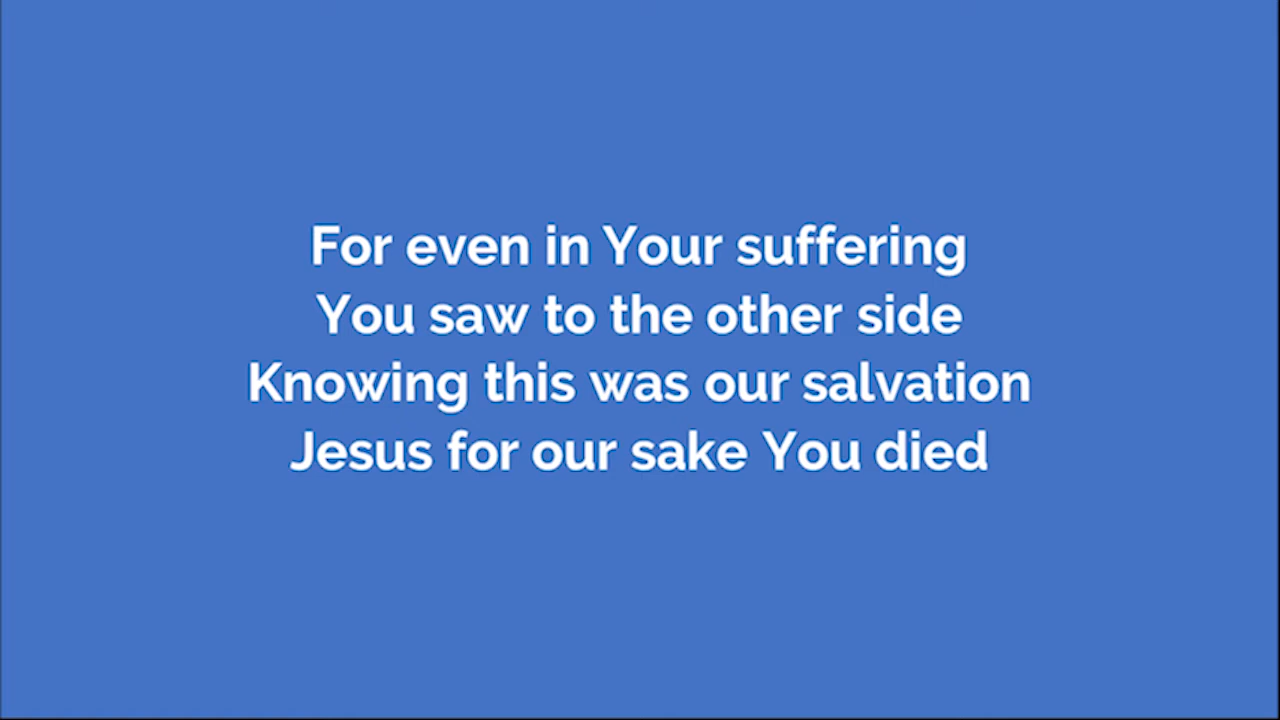 For even in Your suffering
You saw to the other side
Knowing this was our salvation
Jesus for our sake You died